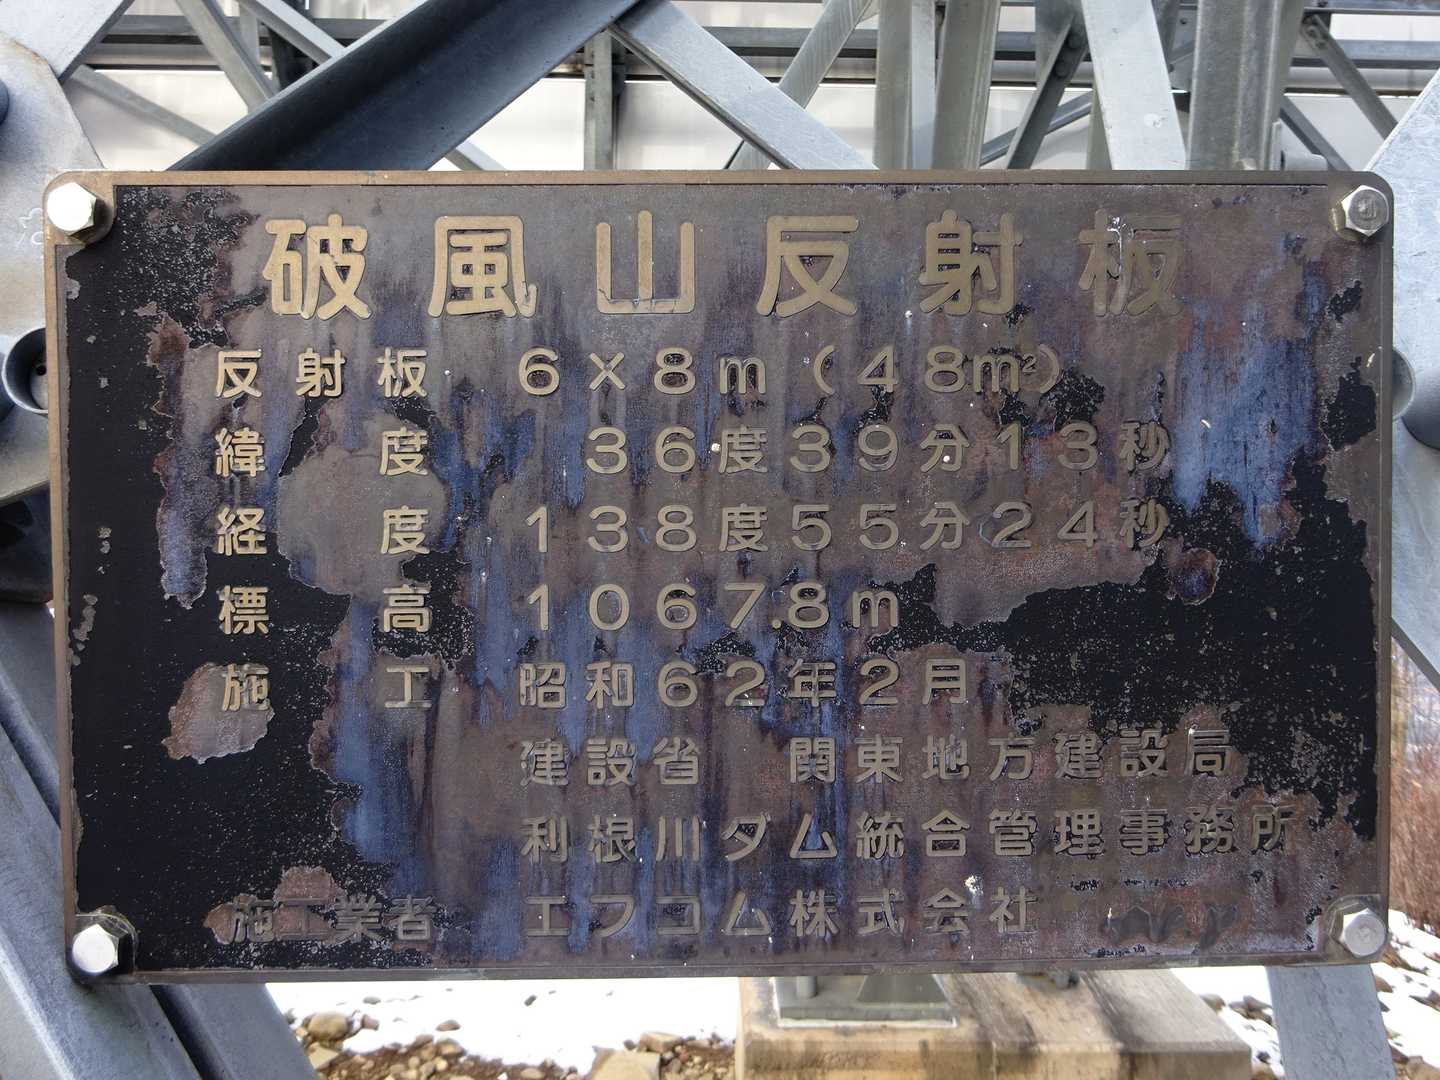 破風山反射板
反射板 6×8m(48m²)
緯度 36度39分13秒
経度 138度55分24秒
標高 1067.8m
施工 昭和62年2月
建設省 関東地方建設局
利根川ダム統合管理事務所
施工業者 エフコム株式会社